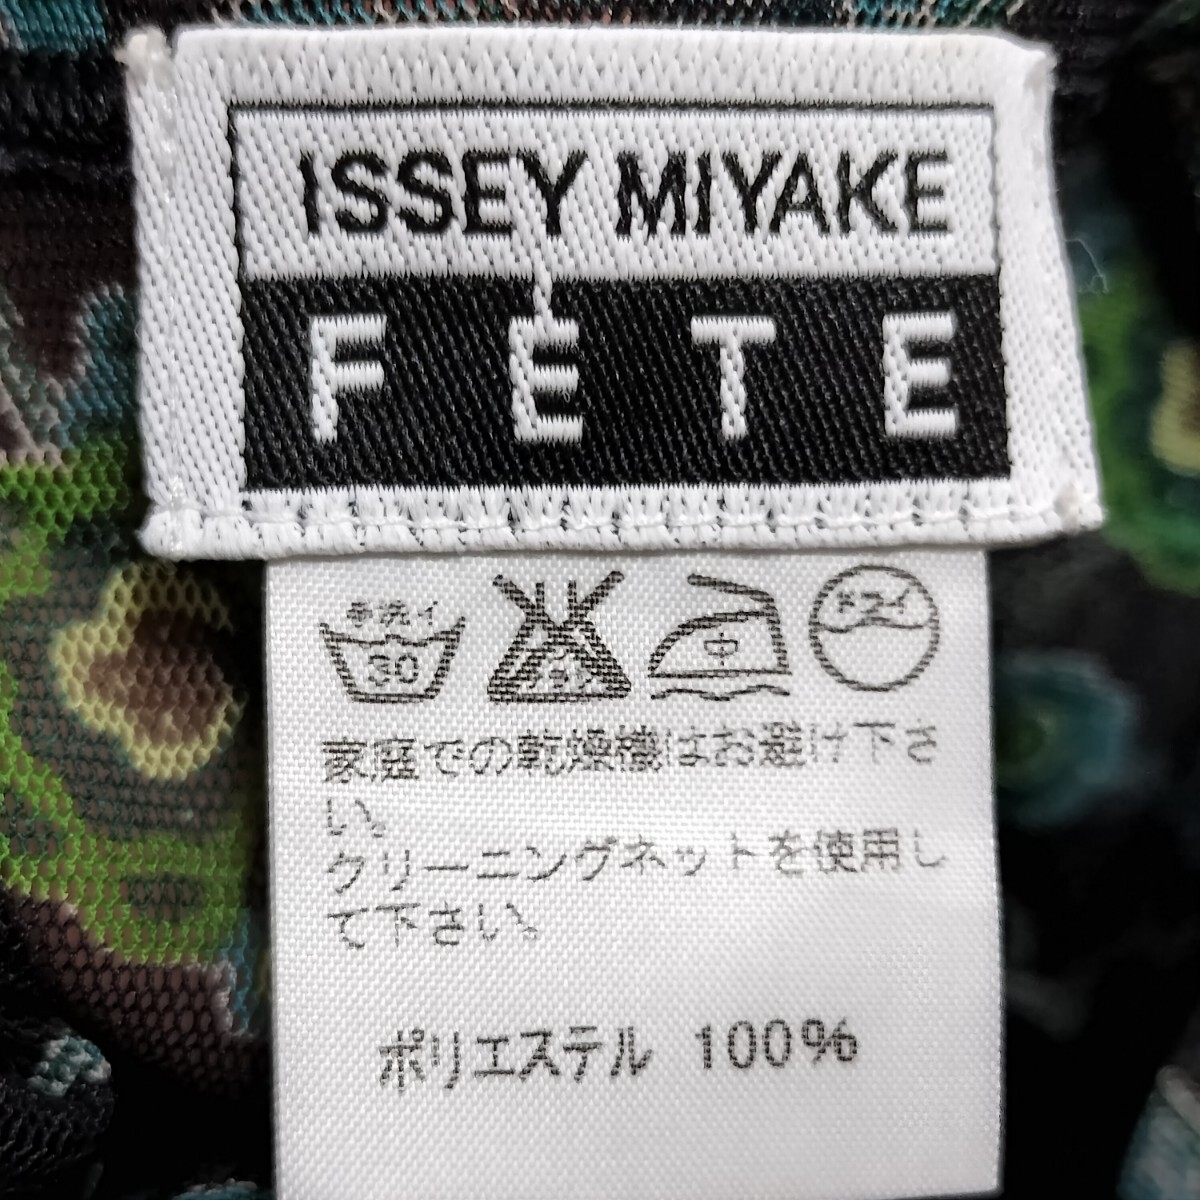 ISSEY MIYAKE
FÊTE
手洗イ
30
中
ドライ
家庭での乾燥機はお避け下さ
い。
クリーニングネットを使用し
て下さい。
ポリエステル 100%